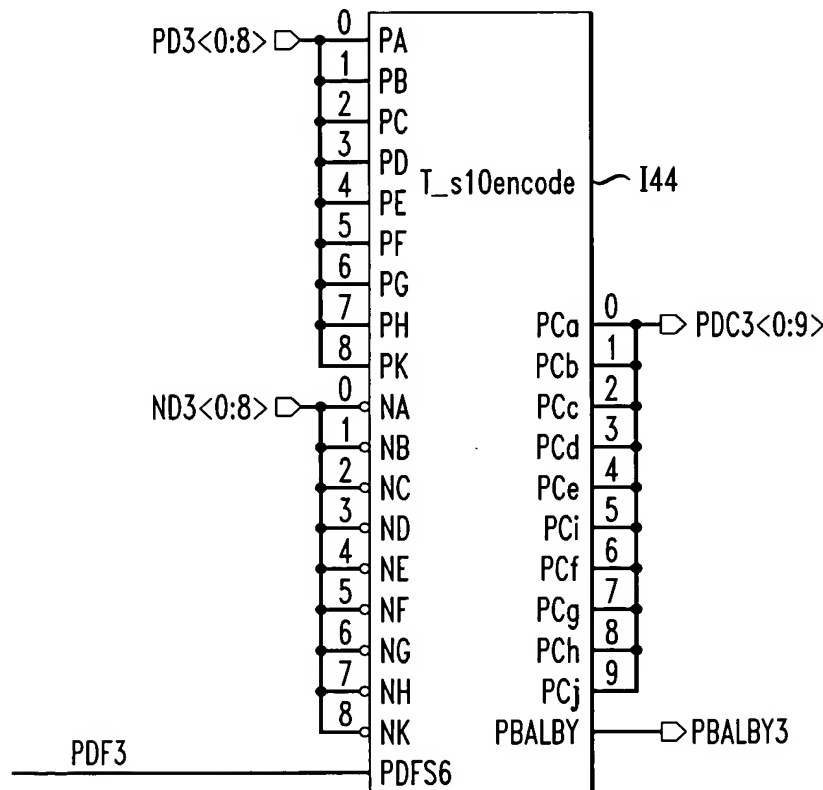 0
PD3<0:8> PA
1
PB
2
PC
3
PD
4
T_s10encode I44
PE
5
PF
6
PG
7
PH
8
PK
0
ND3<0:8> NA
1
NB
2
NC
3
ND
4
NE
5
NF
6
NG
7
NH
8
NK
PDF3
PDFS6
0
PCa PDC3<0:9>
1
PCb
2
PCc
3
PCd
4
PCe
5
PCi
6
PCf
7
PCg
8
PCh
9
PCj
PBALBY PBALBY3